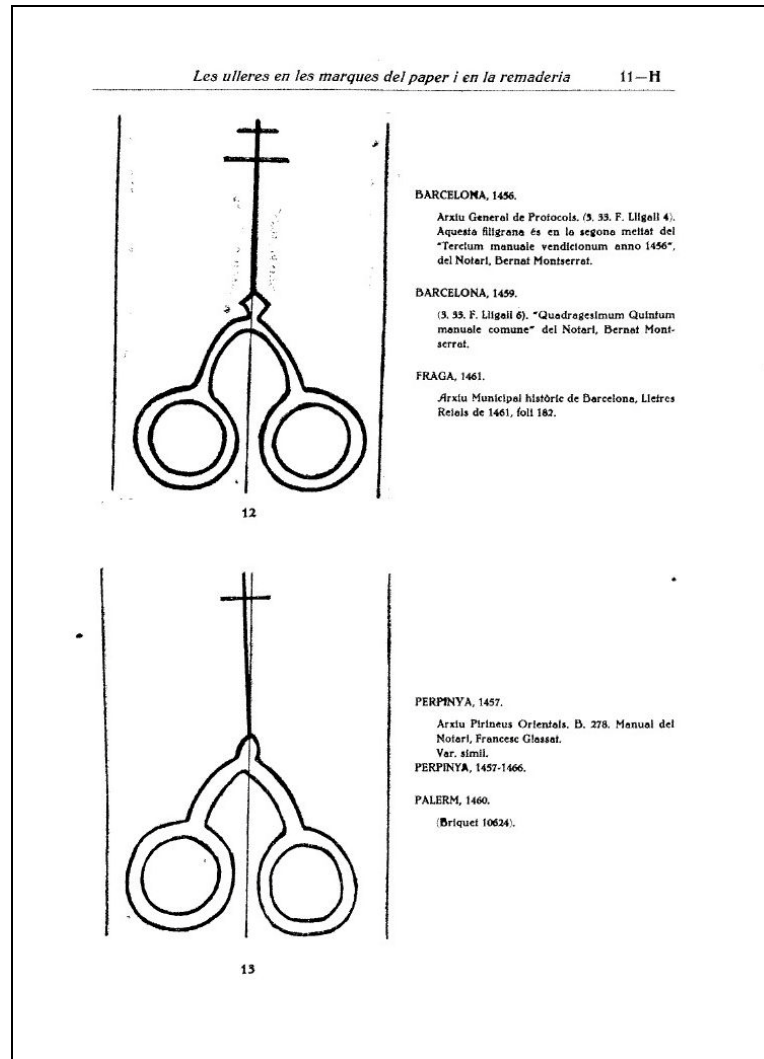 Les ulleres en les marques del paper i en la remaderia 11—H
BARCELONA, 1456.
Arxiu General de Protocols. (3. 33. F. Lligall 4).
Aquesta filigrana és en la segona meitat del
"Tercium manuale vendicionum anno 1456",
del Notari, Bernat Montserrat.
BARCELONA, 1459.
(3. 33. F. Lligall 6). "Quadragesimum Quintum
manuale comune" del Notari, Bernat Mont-
serrat.
FRAGA, 1461.
Arxiu Municipal històric de Barcelona, Lletres
Reials de 1461, foli 182.
12
PERPINYA, 1457.
Arxiu Pirineus Orientals. B. 278. Manual del
Notari, Francesc Glassat.
Var. simil.
PERPINYA, 1457-1466.
PALERM, 1460.
(Briquet 10624).
13